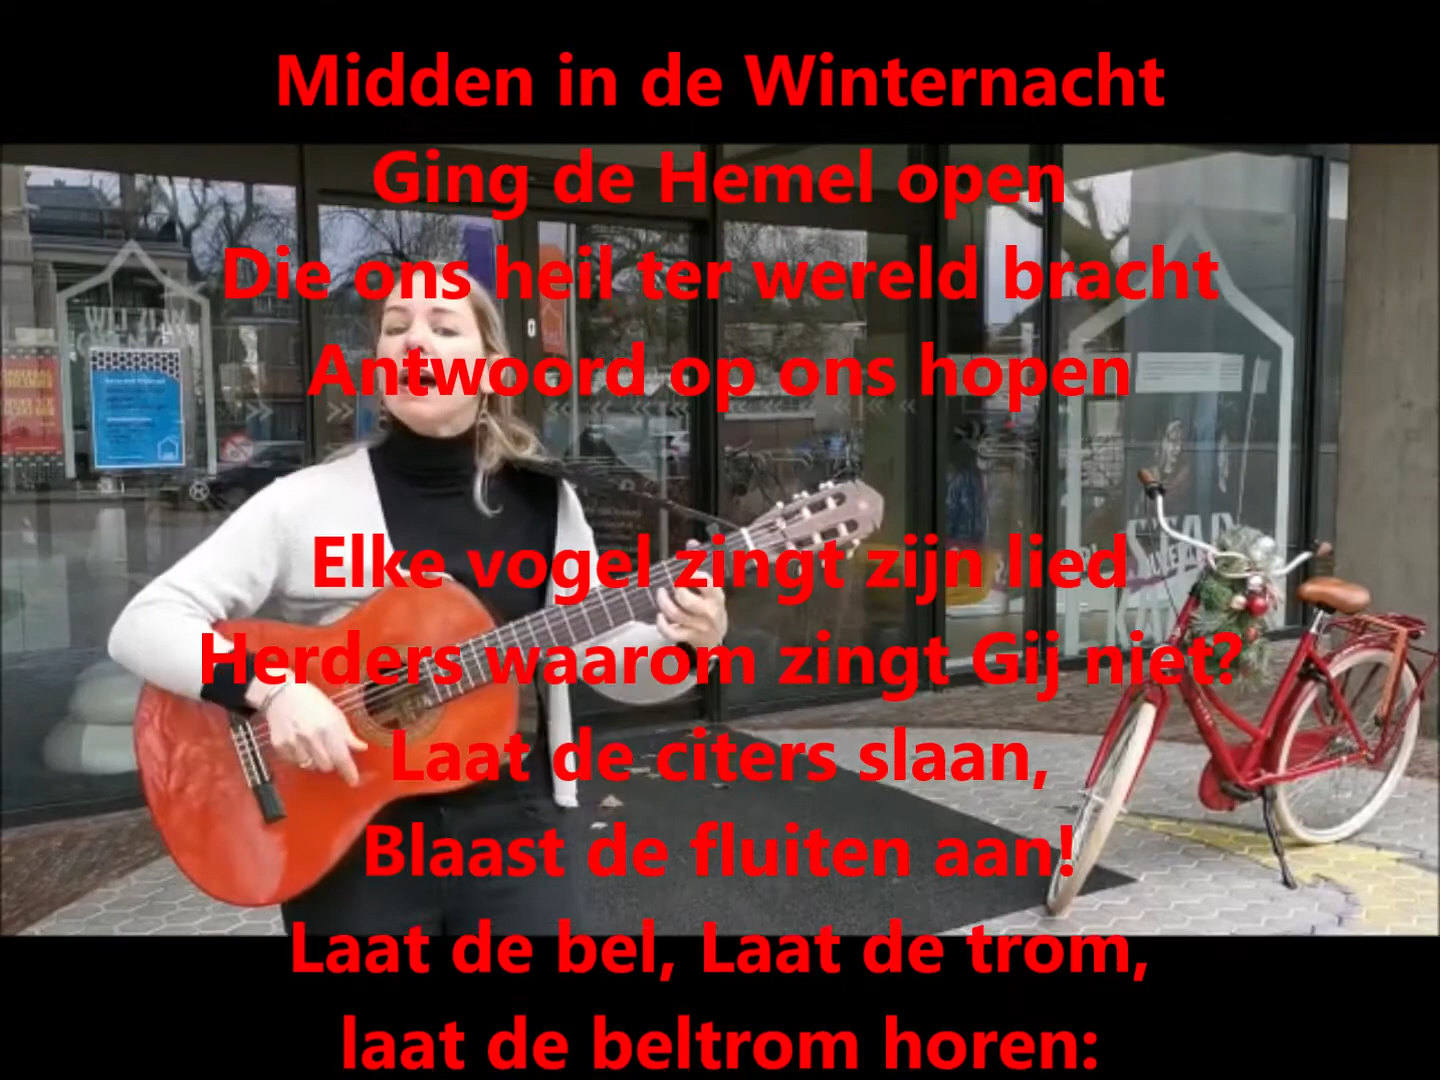 Midden in de Winternacht
Ging de Hemel open
Die ons heil ter wereld bracht
Antwoord op ons hopen
Elke vogel zingt zijn lied
Herders waarom zingt Gij niet?
Laat de citers slaan,
Blaast de fluiten aan!
Laat de bel, Laat de trom,
laat de beltrom horen: